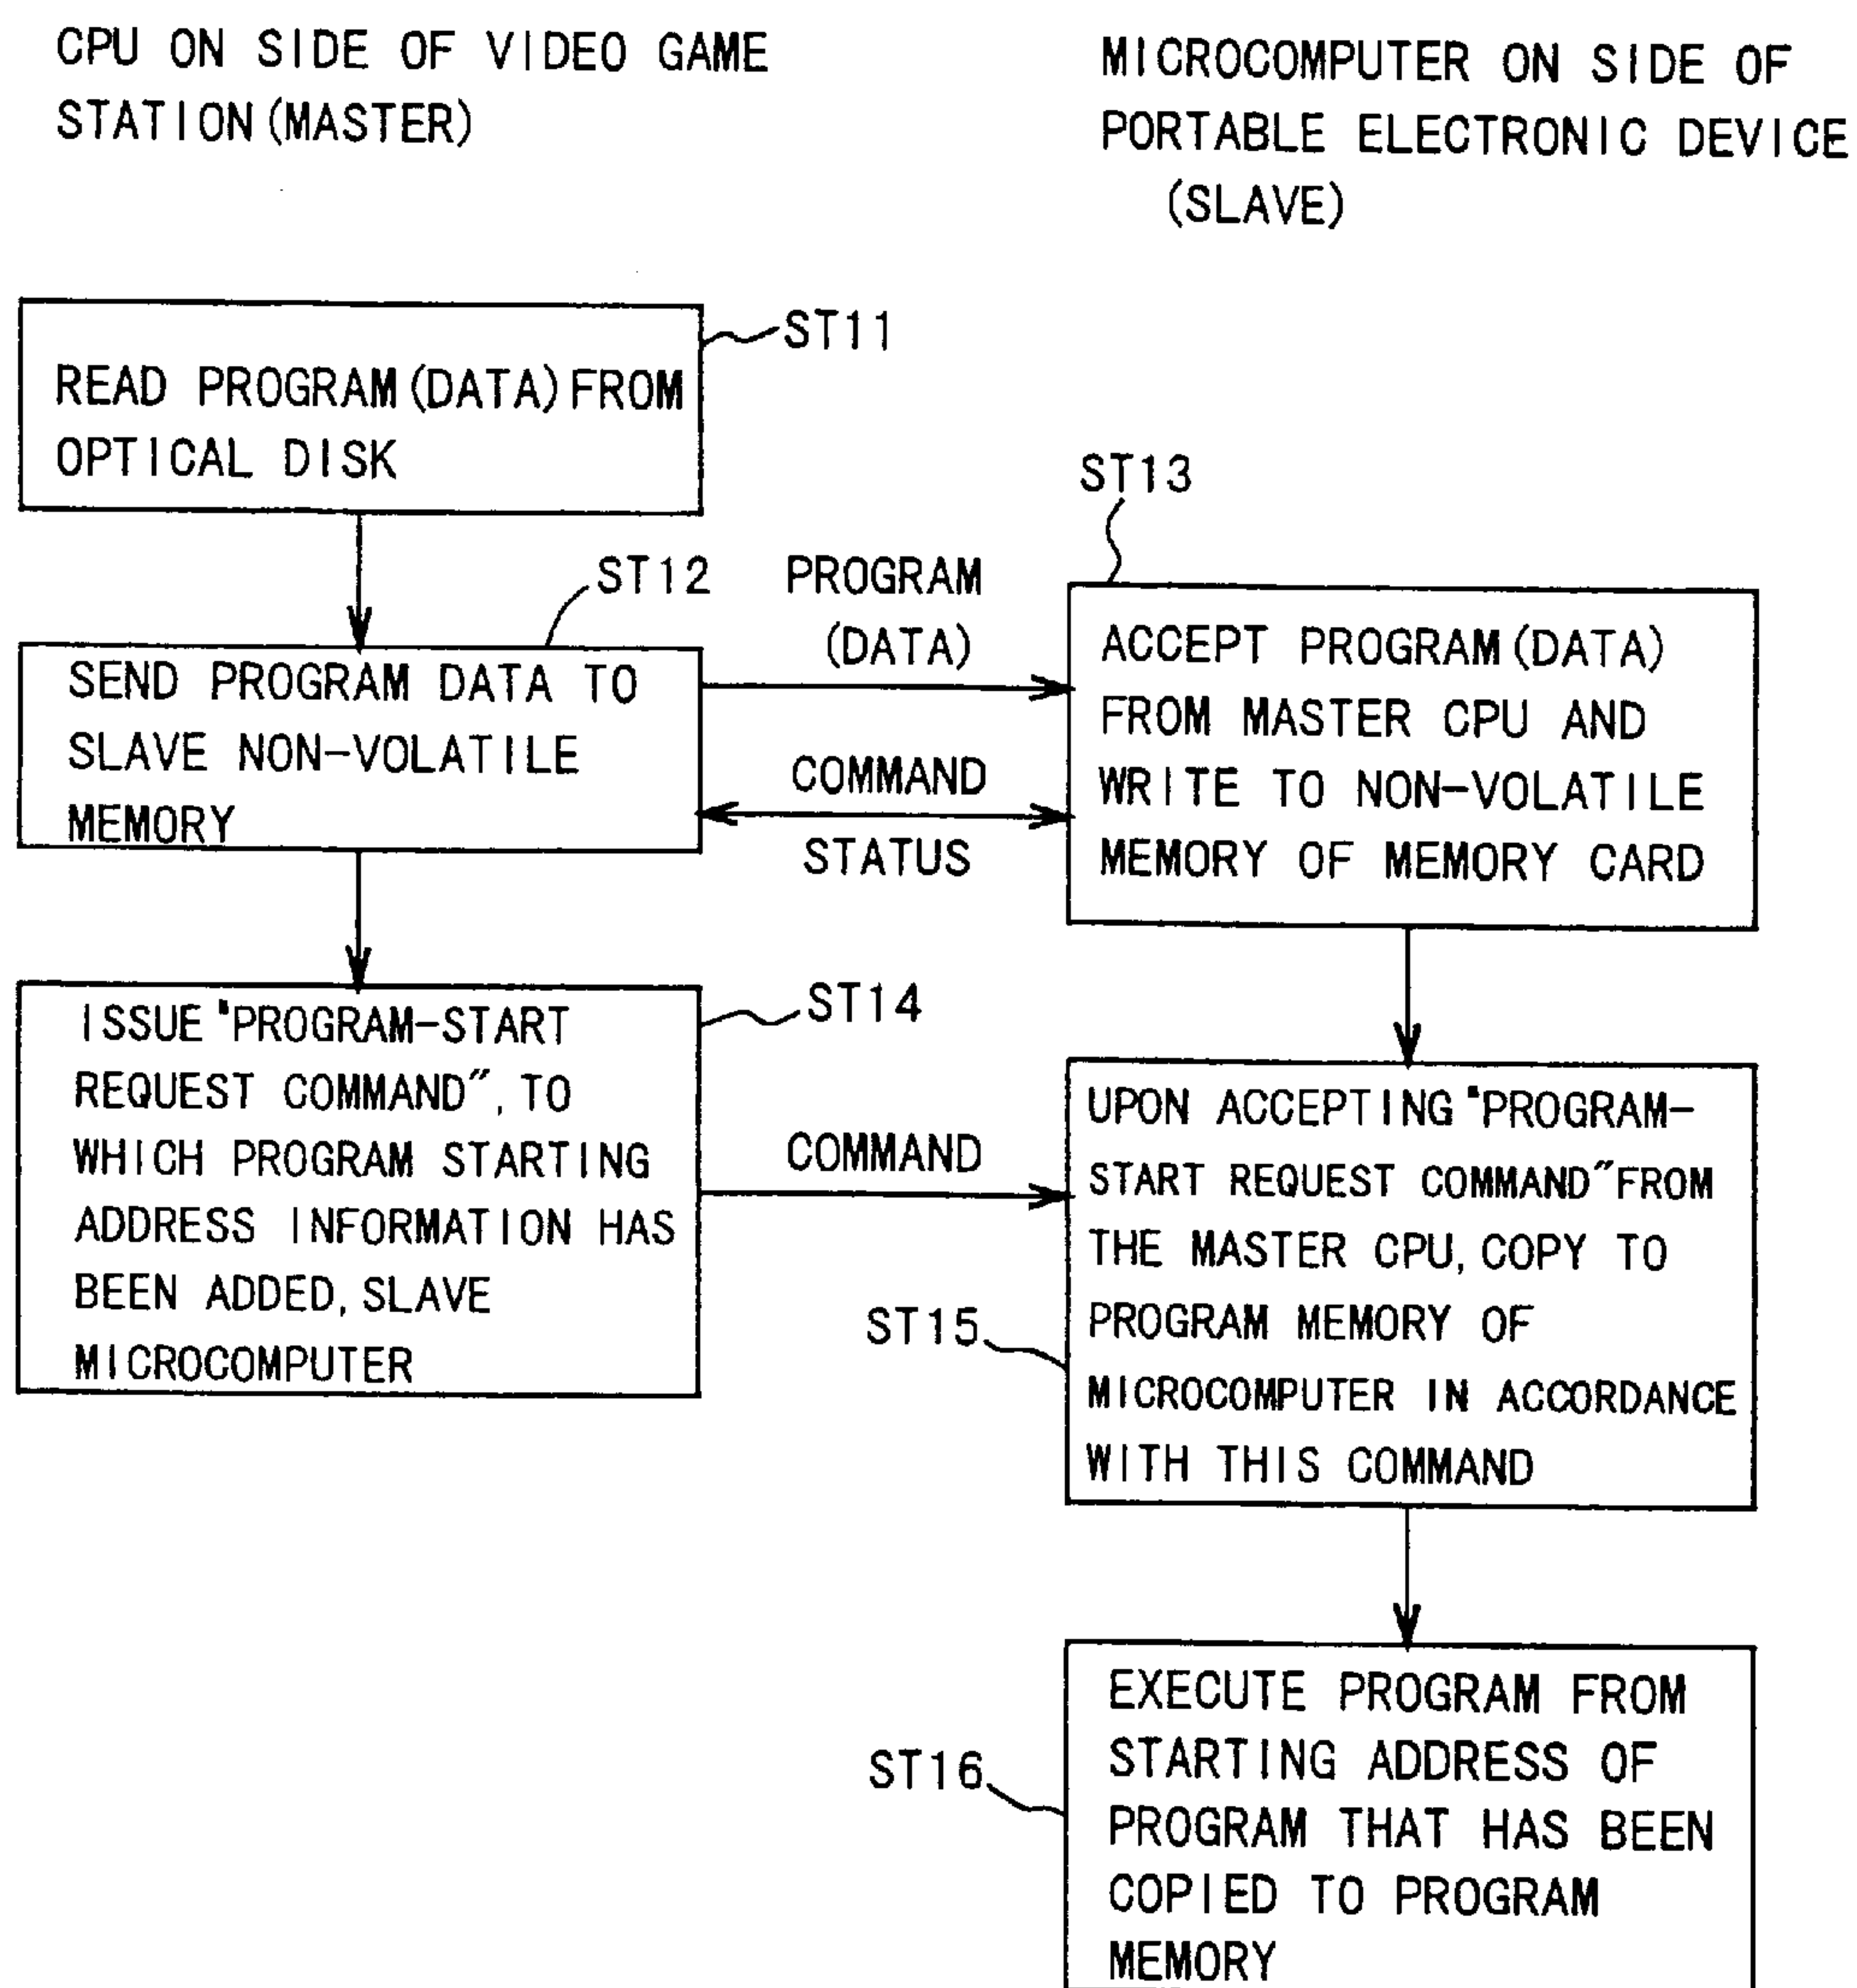 CPU ON SIDE OF VIDEO GAME
STATION(MASTER)
MICROCOMPUTER ON SIDE OF
PORTABLE ELECTRONIC DEVICE
(SLAVE)
ST11
READ PROGRAM(DATA)FROM
OPTICAL DISK
ST12
SEND PROGRAM DATA TO
SLAVE NON-VOLATILE
MEMORY
PROGRAM
(DATA)
COMMAND
STATUS
ST13
ACCEPT PROGRAM(DATA)
FROM MASTER CPU AND
WRITE TO NON-VOLATILE
MEMORY OF MEMORY CARD
ST14
ISSUE "PROGRAM-START
REQUEST COMMAND", TO
WHICH PROGRAM STARTING
ADDRESS INFORMATION HAS
BEEN ADDED, SLAVE
MICROCOMPUTER
COMMAND
ST15
UPON ACCEPTING "PROGRAM-
START REQUEST COMMAND"FROM
THE MASTER CPU, COPY TO
PROGRAM MEMORY OF
MICROCOMPUTER IN ACCORDANCE
WITH THIS COMMAND
ST16
EXECUTE PROGRAM FROM
STARTING ADDRESS OF
PROGRAM THAT HAS BEEN
COPIED TO PROGRAM
MEMORY